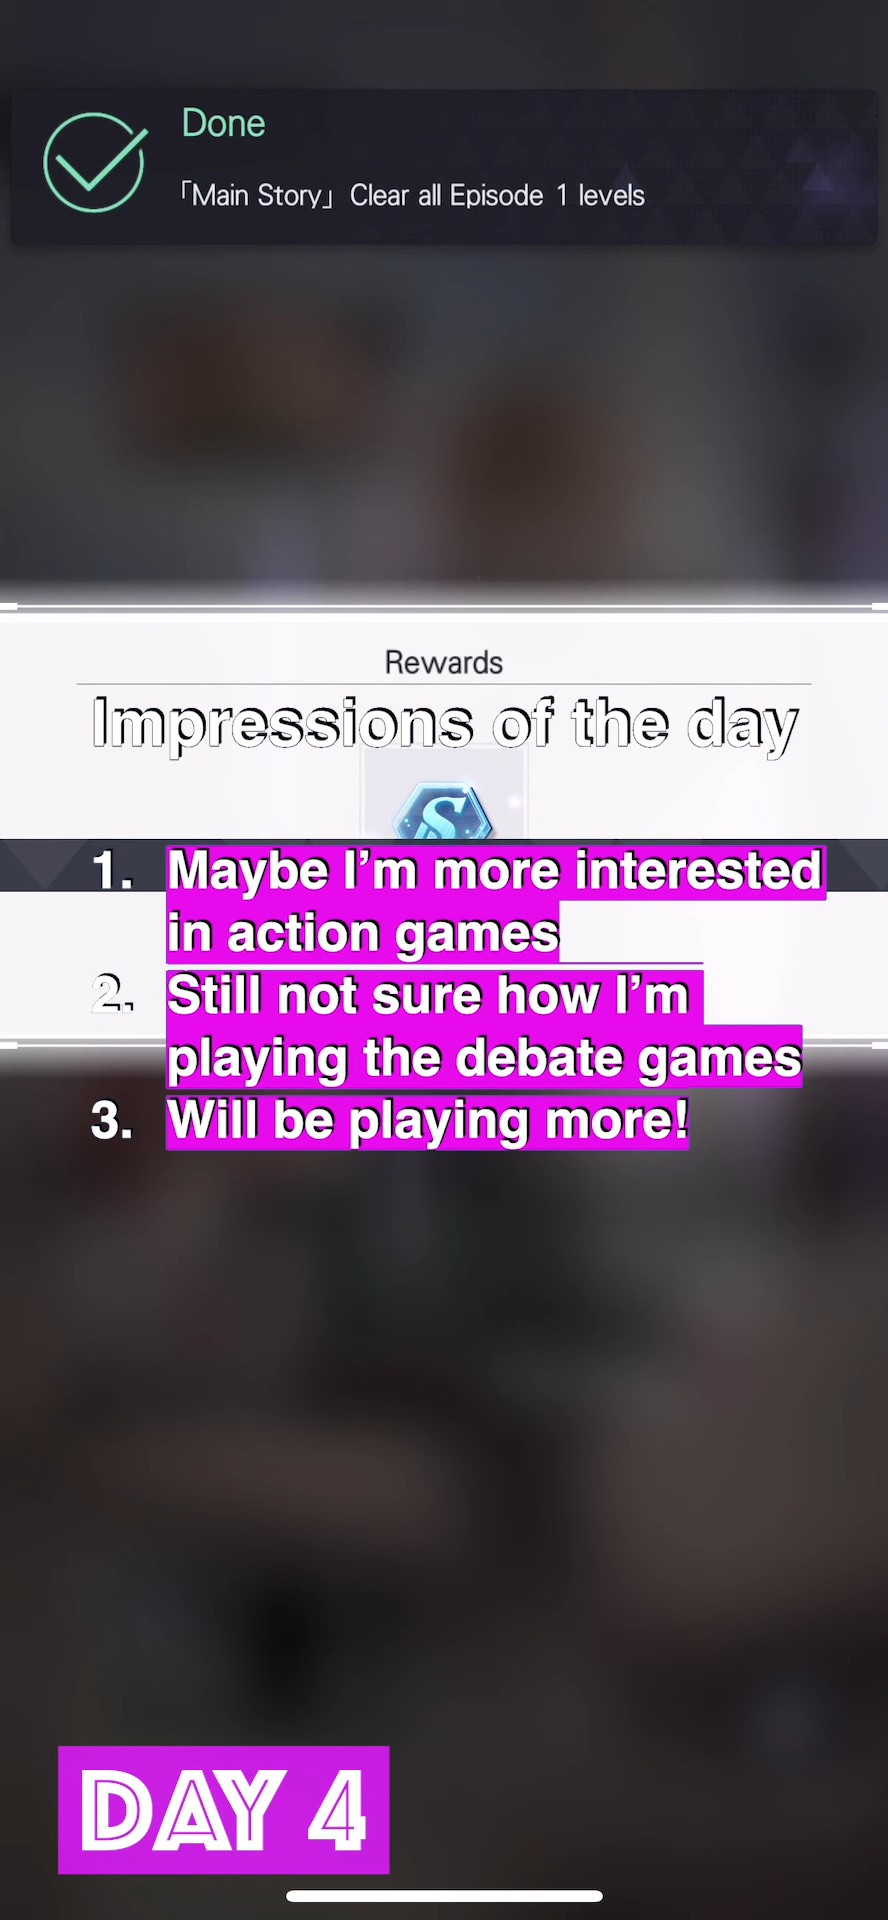 Done
「Main Story」 Clear all Episode 1 levels
Rewards
Impressions of the day
S
1. Maybe I'm more interested
in action games
2. Still not sure how I'm
playing the debate games
3. Will be playing more!
DAY 4